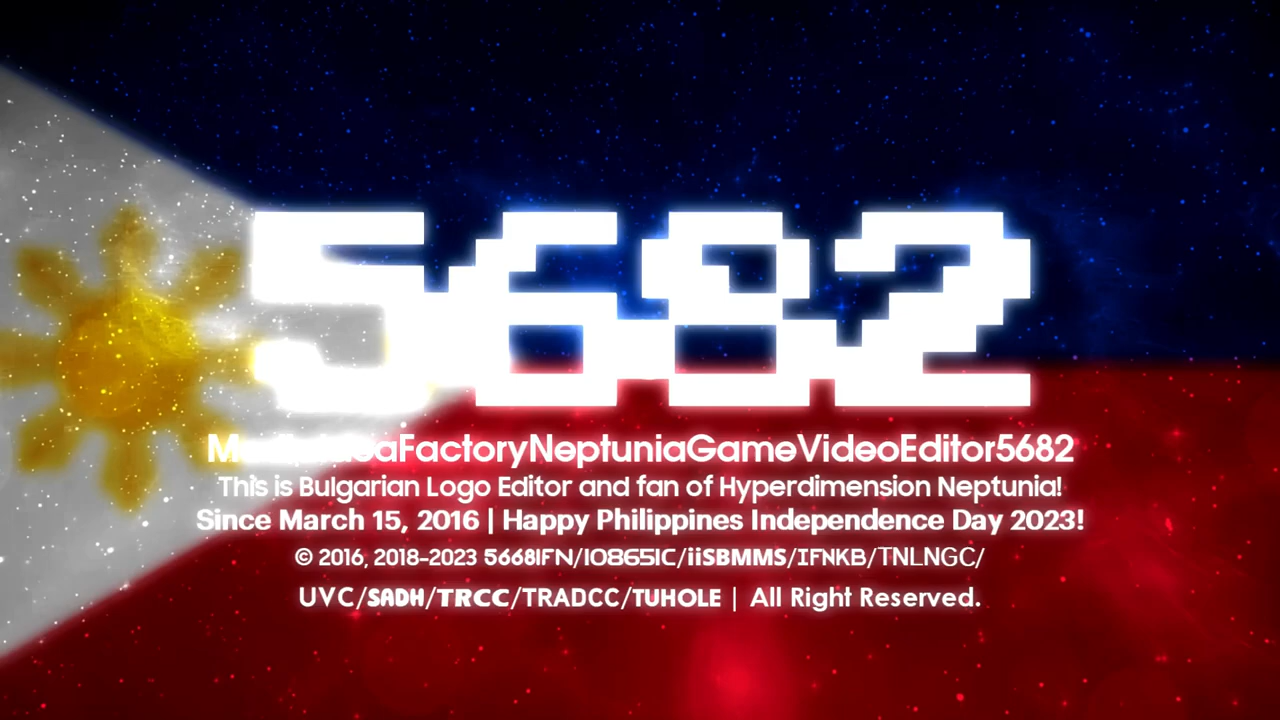 5682
This is Bulgarian Logo Editor and fan of Hyperdimension Neptunia!
Since March 15, 2016 | Happy Philippines Independence Day 2023!
© 2016, 2018-2023 5668IFN/IO865IC/iiSBMMS/IFNKB/TNLNGC/
UVC/SADH/TRCC/TRADCC/TUHOLE | All Right Reserved.